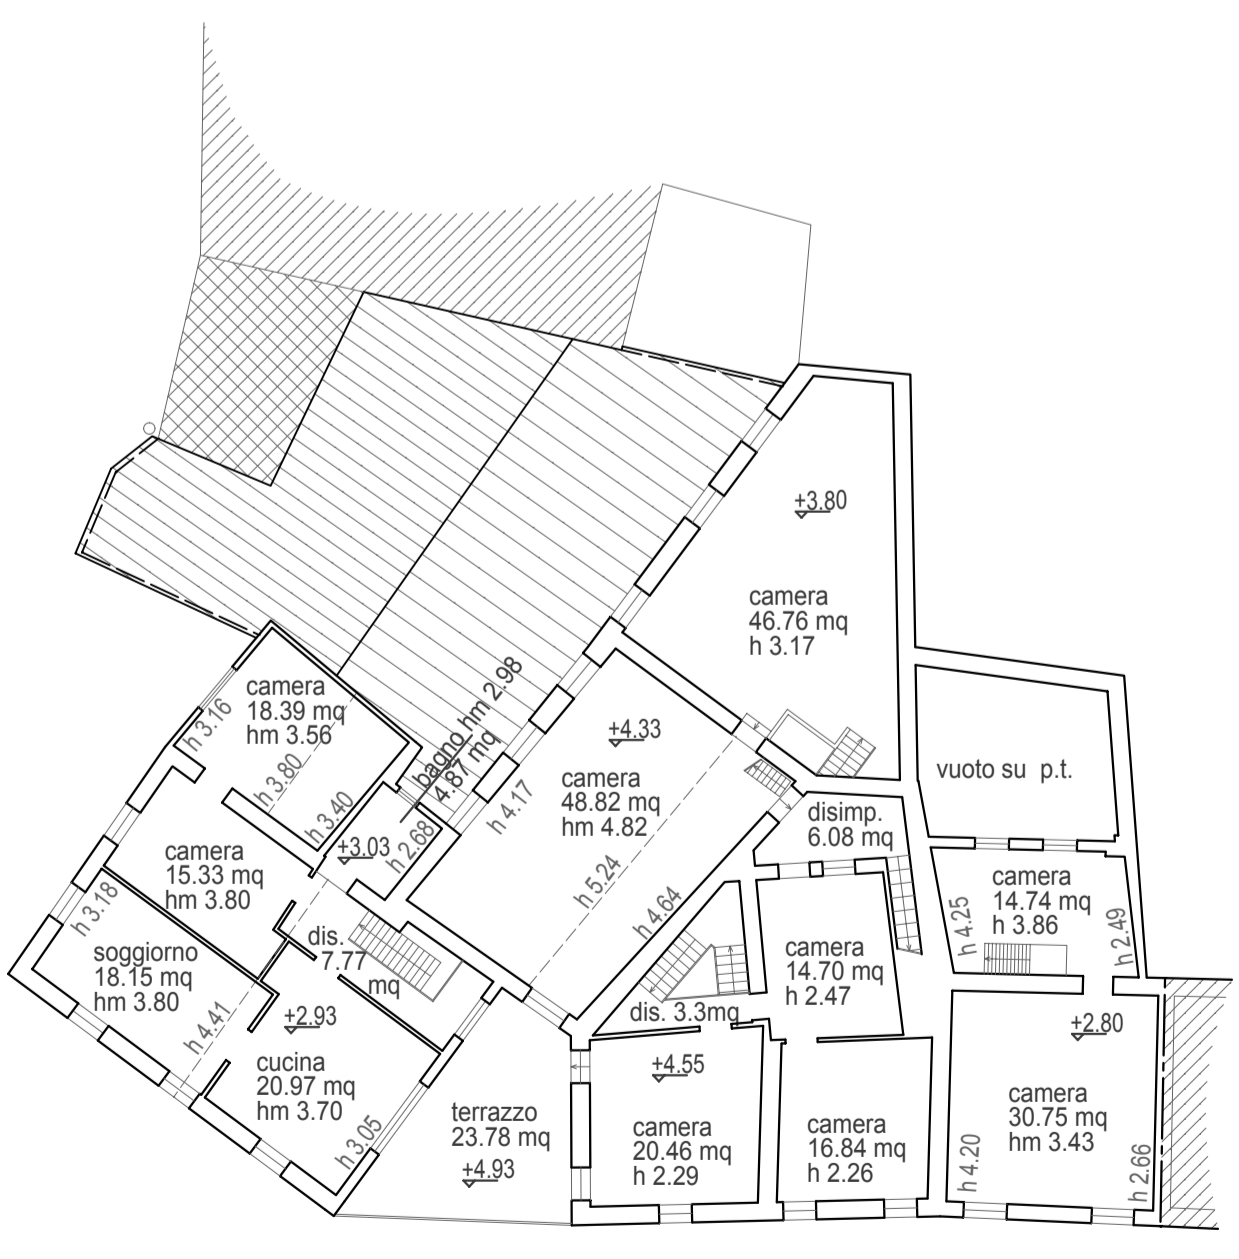 +3.80
camera
46.76 mq
h 3.17
camera
18.39 mq
hm 3.56
h 3.16
h 3.80
h 3.40
bagno hm 2.98
4.87 mq
+3.03
h 2.68
h 4.17
+4.33
camera
48.82 mq
hm 4.82
h 5.24
h 4.64
vuoto su p.t.
disimp.
6.08 mq
camera
15.33 mq
hm 3.80
h 3.18
soggiorno
18.15 mq
hm 3.80
h 4.41
dis.
7.77
mq
+2.93
cucina
20.97 mq
hm 3.70
h 3.05
terrazzo
23.78 mq
+4.93
dis. 3.3mq
+4.55
camera
20.46 mq
h 2.29
camera
14.70 mq
h 2.47
camera
16.84 mq
h 2.26
camera
14.74 mq
h 3.86
h 4.25
h 2.49
+2.80
camera
30.75 mq
hm 3.43
h 4.20
h 2.66